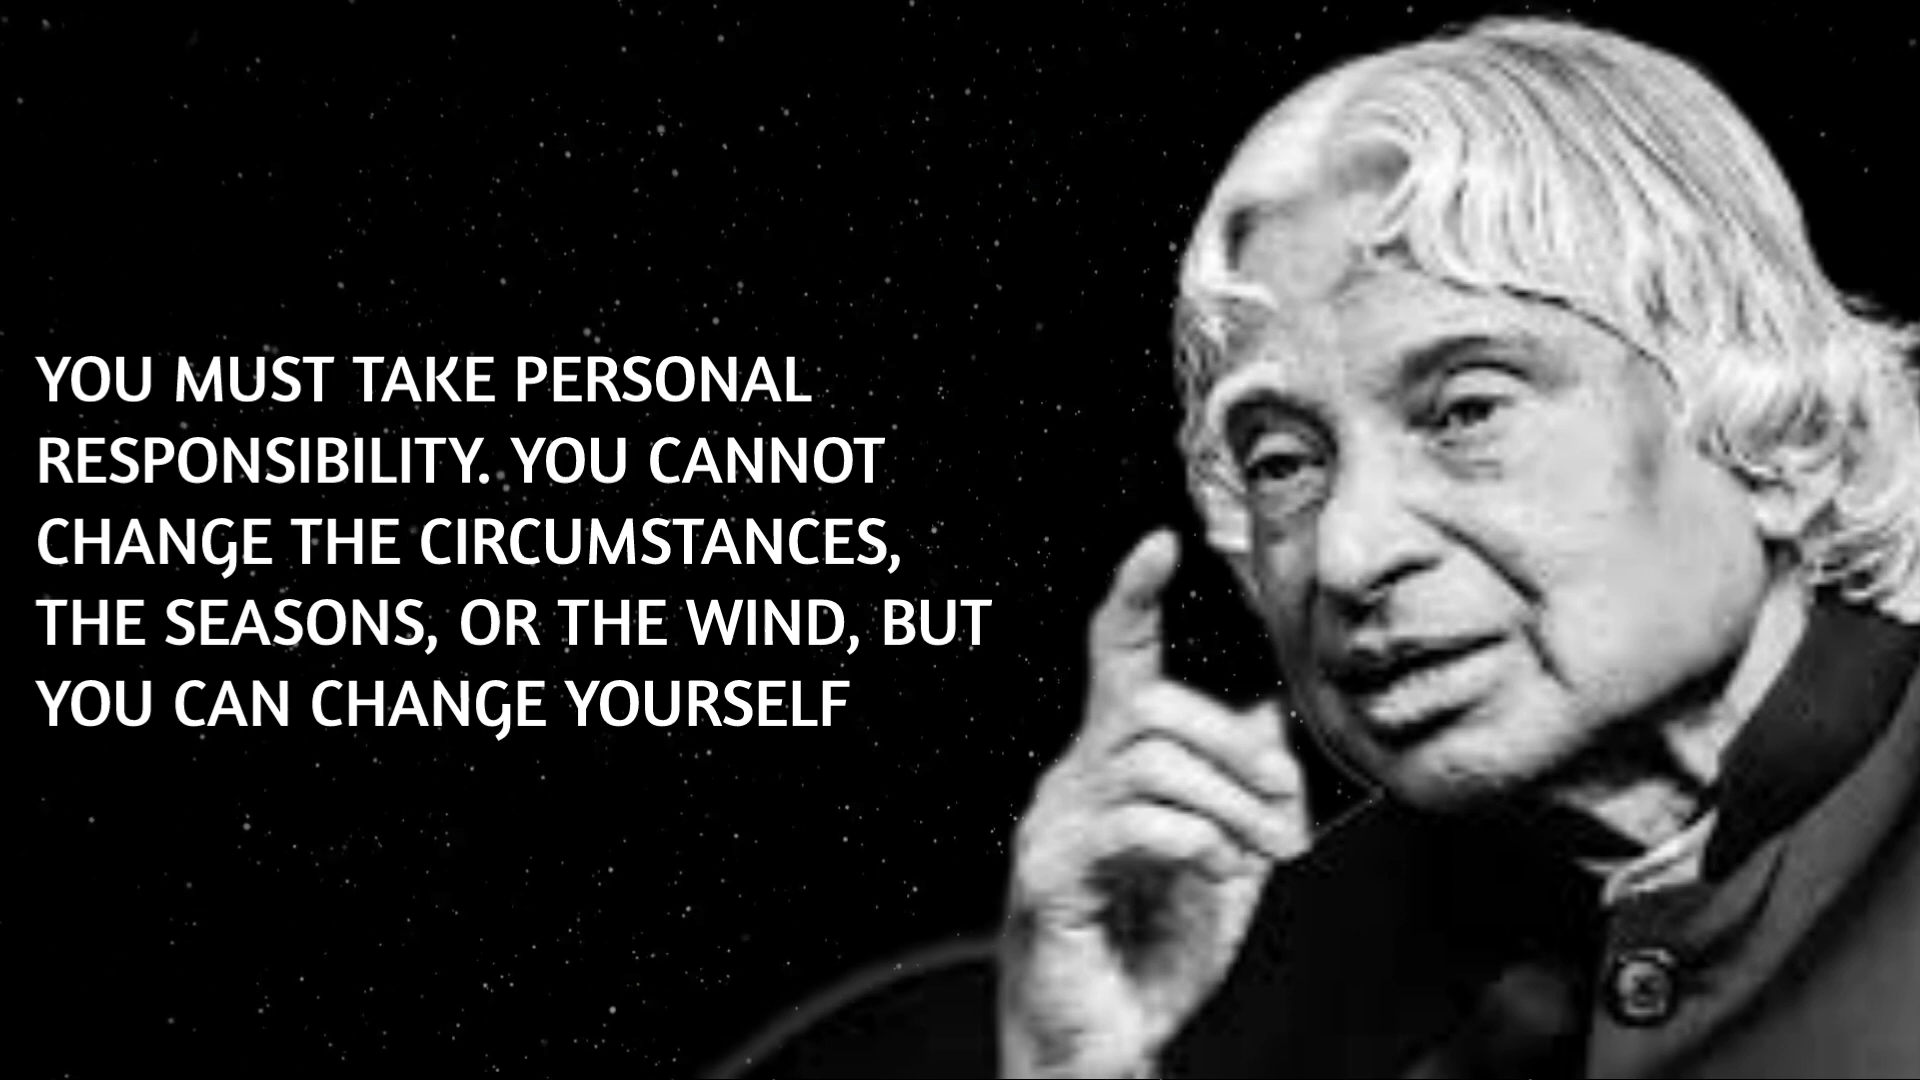 YOU MUST TAKE PERSONAL
RESPONSIBILITY. YOU CANNOT
CHANGE THE CIRCUMSTANCES,
THE SEASONS, OR THE WIND, BUT
YOU CAN CHANGE YOURSELF